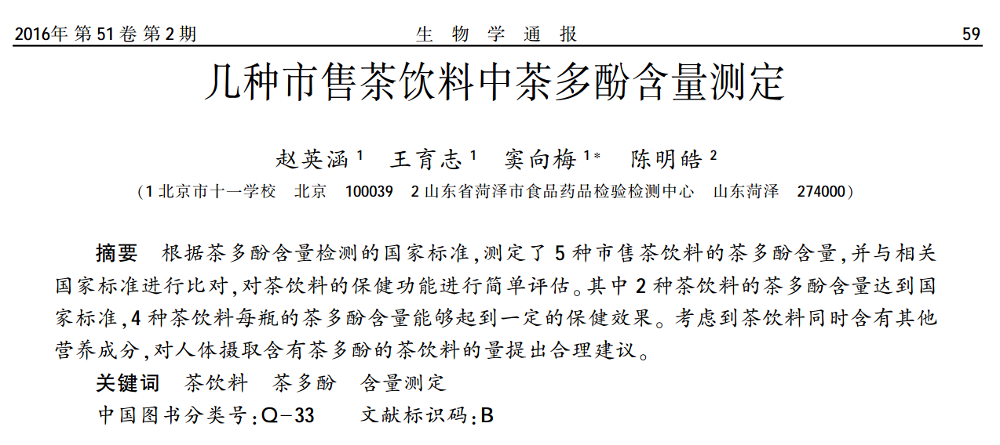 2016年 第 51 卷 第 2 期 生 物 学 通 报 59
几种市售茶饮料中茶多酚含量测定
赵英涵 1 王育志 1 窦向梅 1* 陈明皓 2
(1 北京市十一学校 北京 100039 2 山东省菏泽市食品药品检验检测中心 山东菏泽 274000)
摘要 根据茶多酚含量检测的国家标准,测定了 5 种市售茶饮料的茶多酚含量,并与相关
国家标准进行比对,对茶饮料的保健功能进行简单评估。其中 2 种茶饮料的茶多酚含量达到国
家标准,4 种茶饮料每瓶的茶多酚含量能够起到一定的保健效果。考虑到茶饮料同时含有其他
营养成分,对人体摄取含有茶多酚的茶饮料的量提出合理建议。
关键词 茶饮料 茶多酚 含量测定
中国图书分类号:Q-33 文献标识码:B